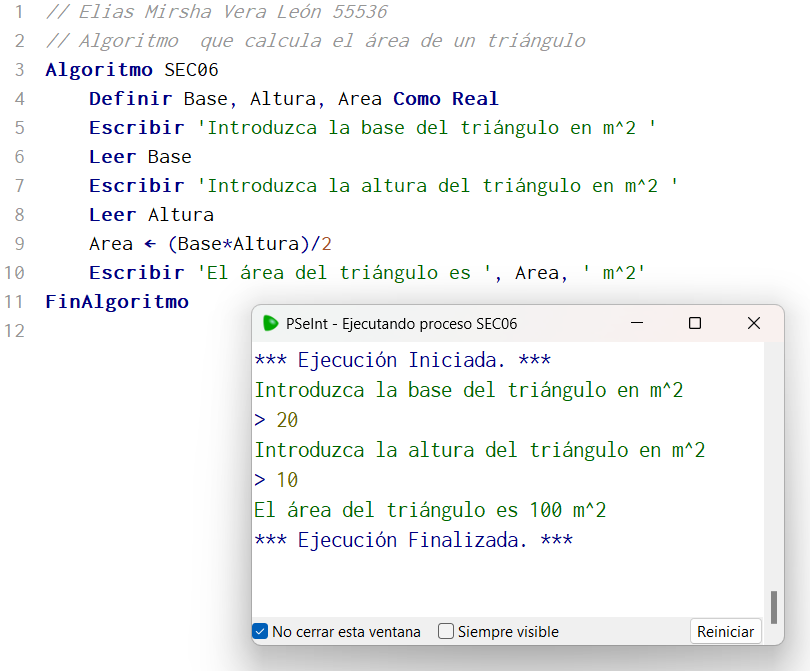 1 // Elias Mirsha Vera León 55536
2 // Algoritmo  que calcula el área de un triángulo
3 Algoritmo SEC06
4 Definir Base, Altura, Area Como Real
5 Escribir 'Introduzca la base del triángulo en m^2 '
6 Leer Base
7 Escribir 'Introduzca la altura del triángulo en m^2 '
8 Leer Altura
9 Area ← (Base*Altura)/2
10 Escribir 'El área del triángulo es ', Area, ' m^2'
11 FinAlgoritmo
12
PSeInt - Ejecutando proceso SEC06
*** Ejecución Iniciada. ***
Introduzca la base del triángulo en m^2
> 20
Introduzca la altura del triángulo en m^2
> 10
El área del triángulo es 100 m^2
*** Ejecución Finalizada. ***
No cerrar esta ventana Siempre visible Reiniciar